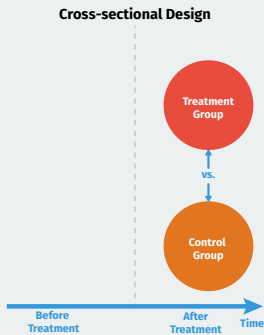 Cross-sectional Design
Treatment
Group
vs.
Control
Group
Before
Treatment
After
Treatment
Time